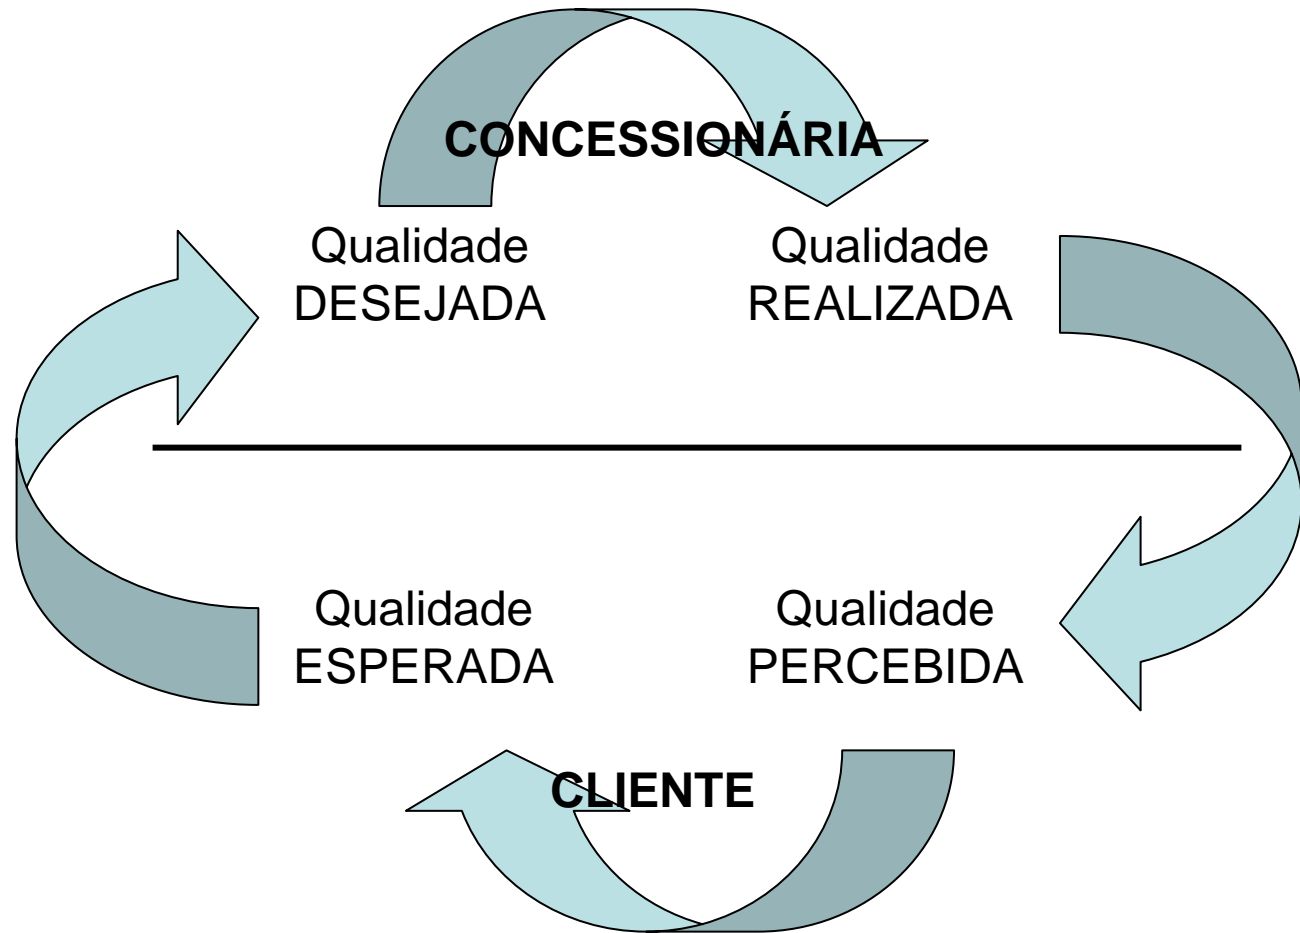 CONCESSIONÁRIA
Qualidade
DESEJADA
Qualidade
REALIZADA
Qualidade
ESPERADA
Qualidade
PERCEBIDA
CLIENTE